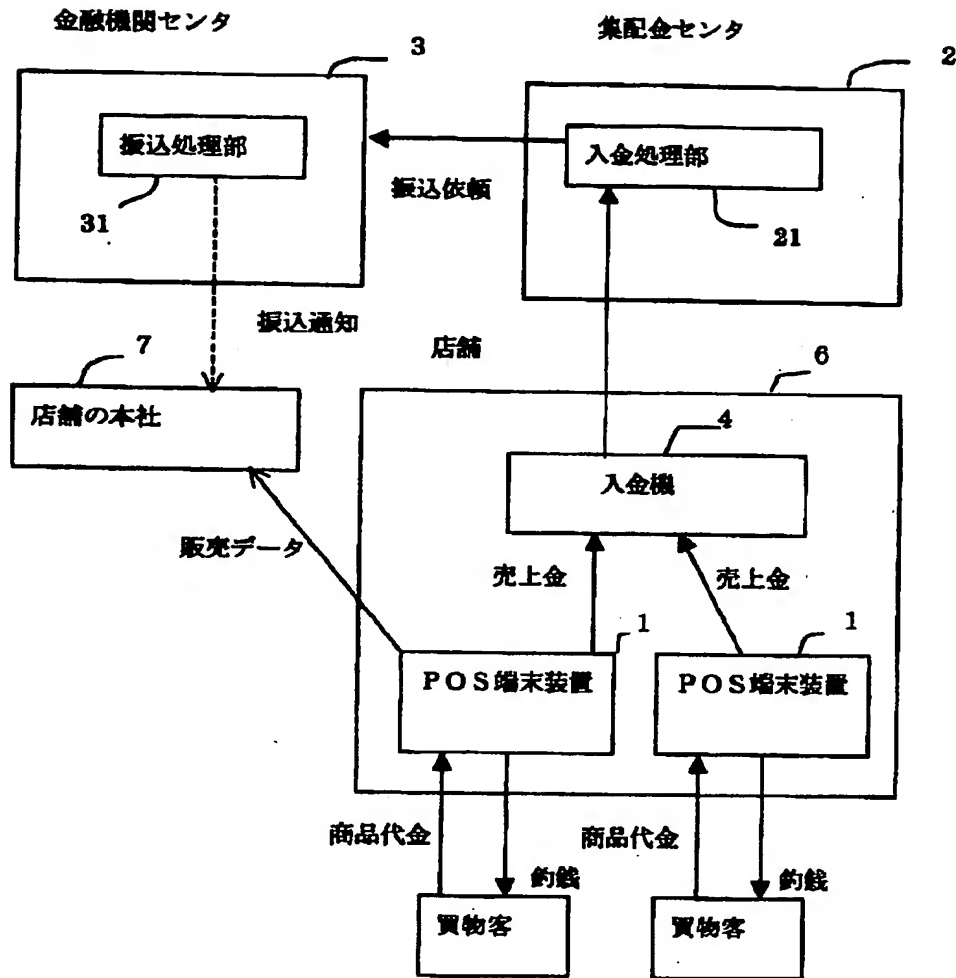 金融機関センタ
集配金センタ
3
2
振込処理部
入金処理部
振込依頼
31
21
振込通知
店舗
7
6
店舗の本社
4
入金機
販売データ
売上金
売上金
1
1
POS端末装置
POS端末装置
商品代金
商品代金
釣銭
釣銭
買物客
買物客